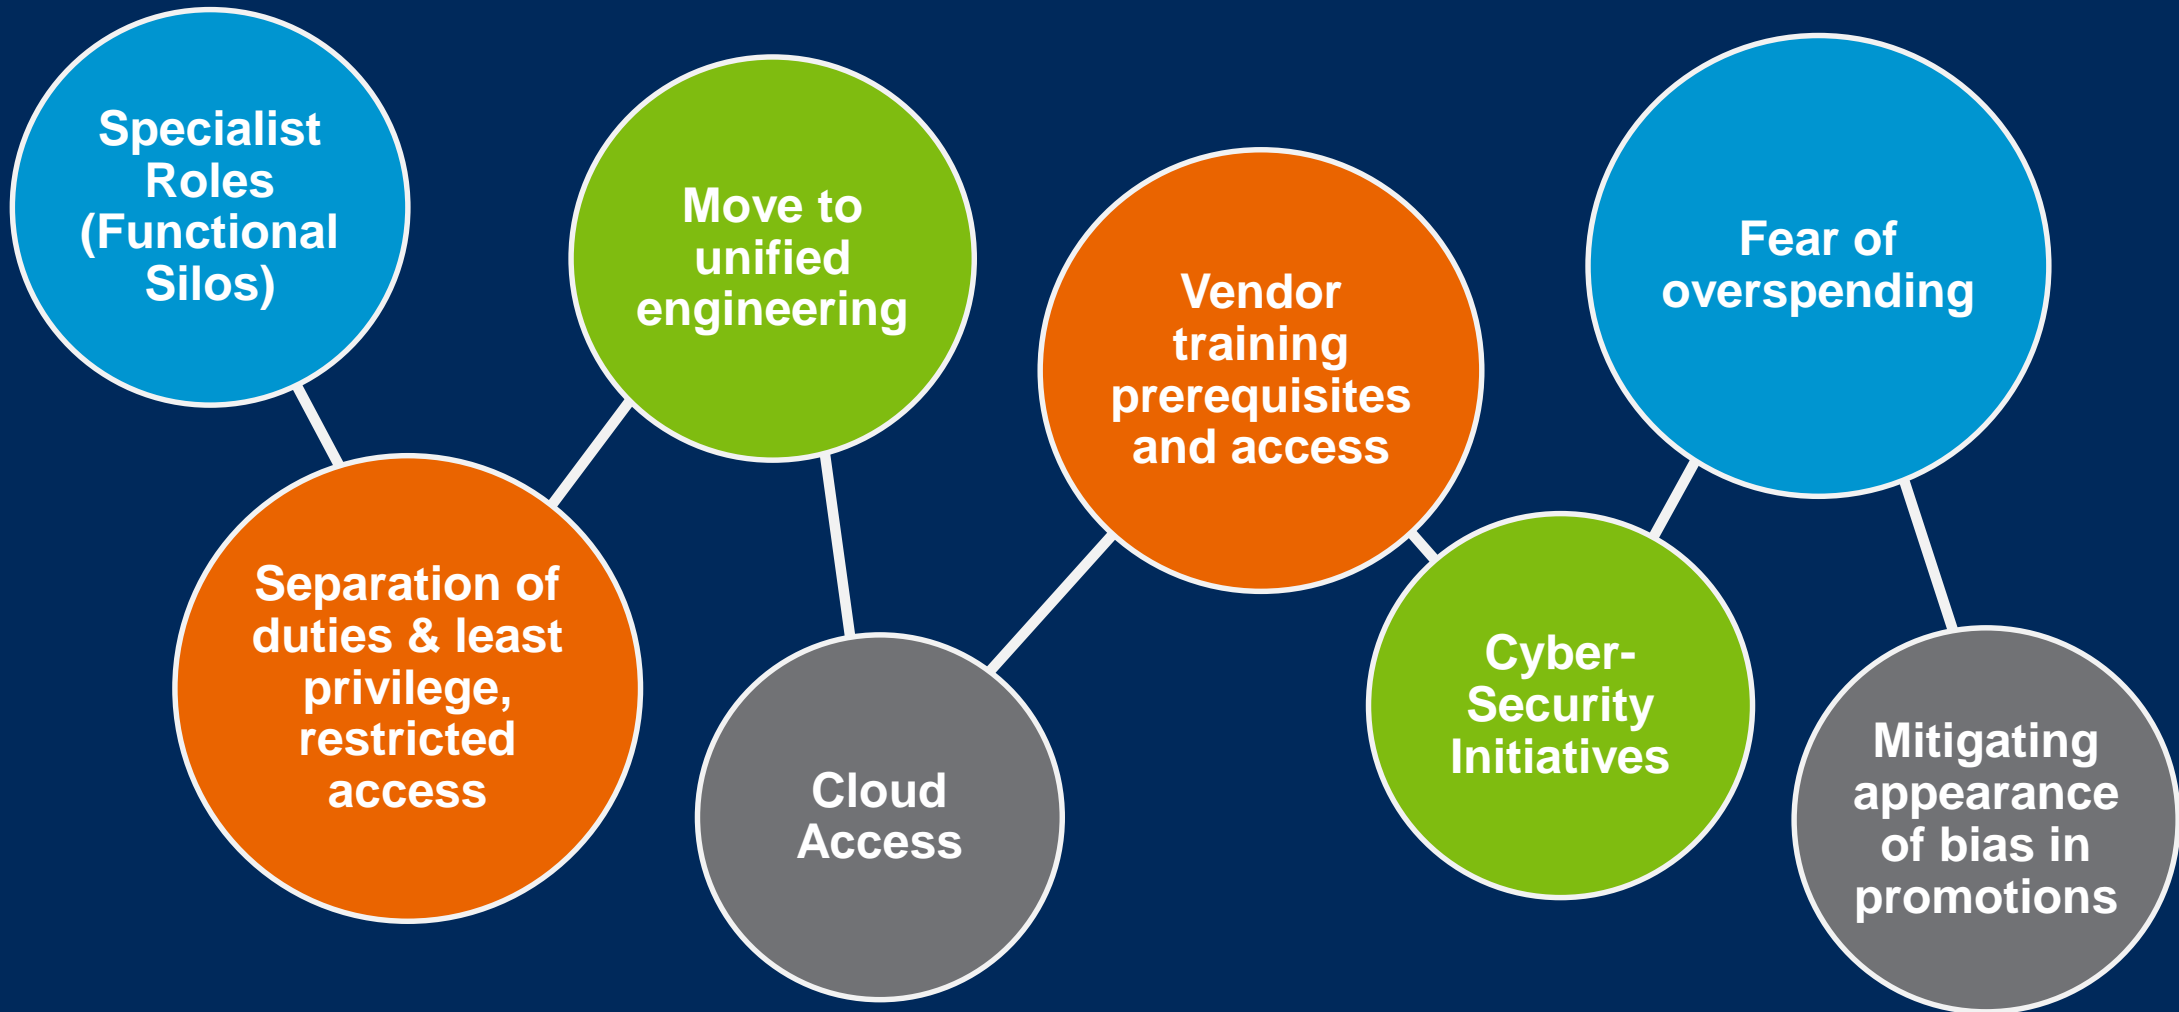 Specialist
Roles
(Functional
Silos)
Separation of
duties & least
privilege,
restricted
access
Move to
unified
engineering
Cloud
Access
Vendor
training
prerequisites
and access
Cyber-
Security
Initiatives
Fear of
overspending
Mitigating
appearance
of bias in
promotions